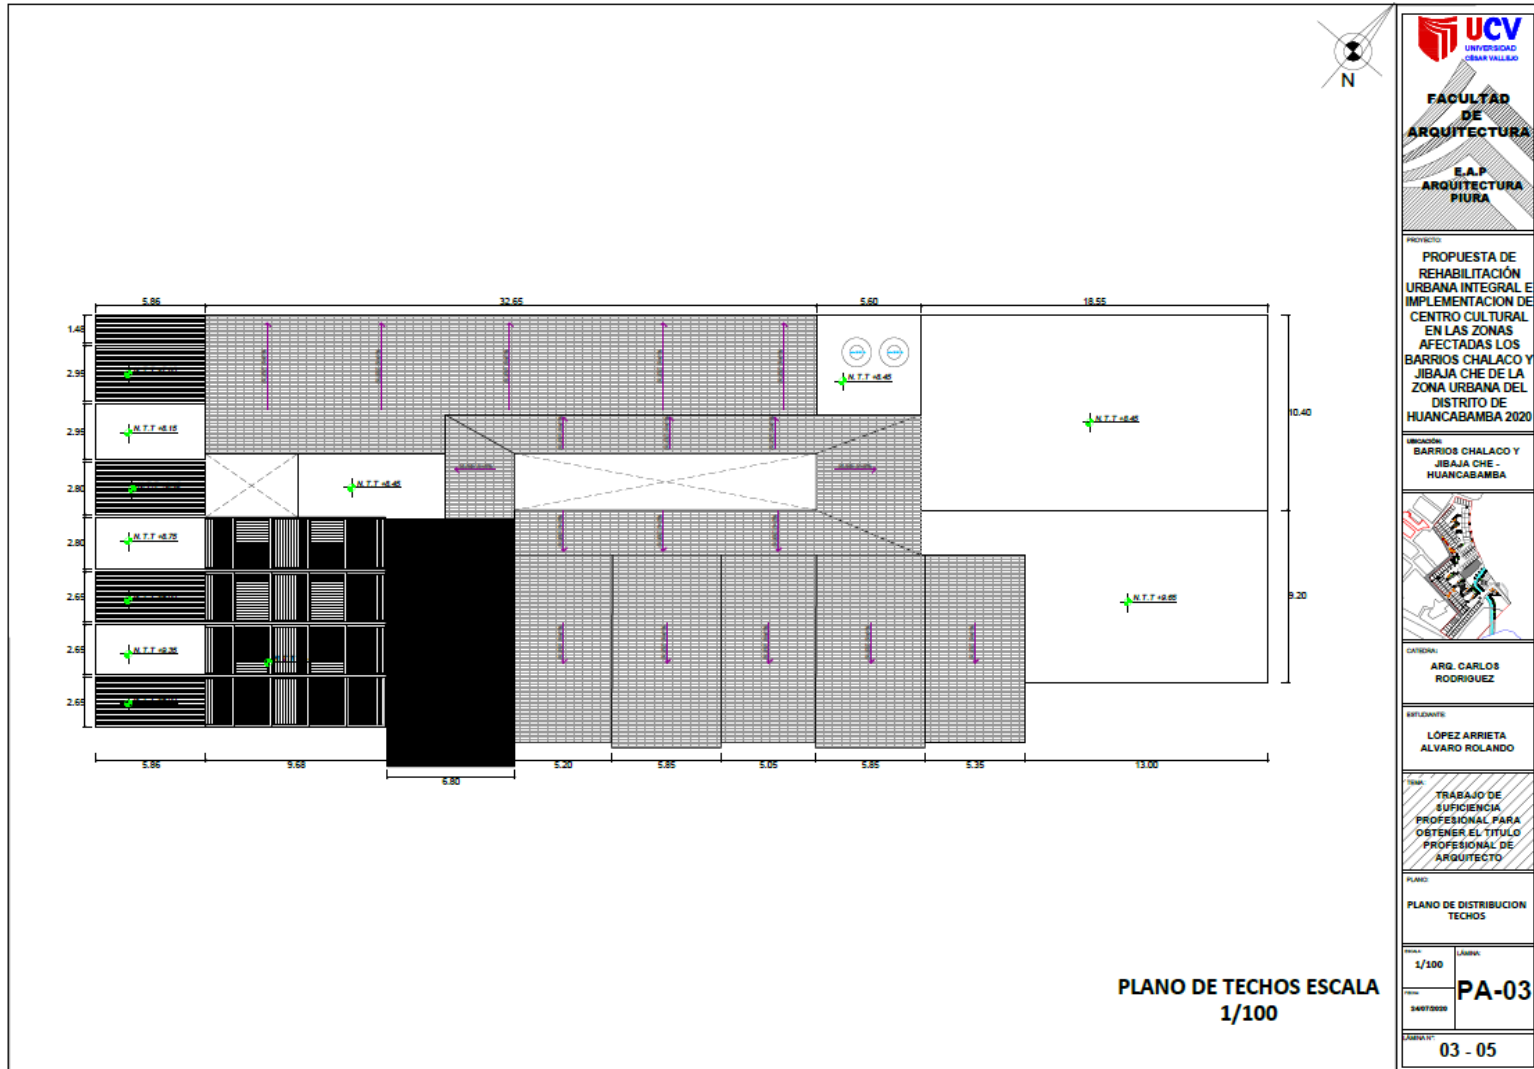 N
5.86
32.65
5.60
18.55
1.48
2.95
2.95
2.80
2.80
2.65
2.65
2.65
N.T.T +8.15
N.T.T +8.75
N.T.T +9.35
N.T.T +8.45
N.T.T +8.45
N.T.T +8.45
N.T.T +9.65
10.40
9.20
5.86
9.68
6.80
5.20
5.85
5.05
5.85
5.35
13.00
PLANO DE TECHOS ESCALA
1/100
UCV
UNIVERSIDAD
CÉSAR VALLEJO
FACULTAD
DE
ARQUITECTURA
E.A.P
ARQUITECTURA
PIURA
PROYECTO:
PROPUESTA DE
REHABILITACIÓN
URBANA INTEGRAL E
IMPLEMENTACION DE
CENTRO CULTURAL
EN LAS ZONAS
AFECTADAS LOS
BARRIOS CHALACO Y
JIBAJA CHE DE LA
ZONA URBANA DEL
DISTRITO DE
HUANCABAMBA 2020
UBICACIÓN:
BARRIOS CHALACO Y
JIBAJA CHE -
HUANCABAMBA
CATEDRA:
ARQ. CARLOS
RODRIGUEZ
ESTUDIANTE:
LÓPEZ ARRIETA
ALVARO ROLANDO
TEMA:
TRABAJO DE
SUFICIENCIA
PROFESIONAL PARA
OBTENER EL TITULO
PROFESIONAL DE
ARQUITECTO
PLANO:
PLANO DE DISTRIBUCION
TECHOS
ESCALA:
1/100
LÁMINA:
PA-03
FECHA:
24/07/2020
LÁMINA N°:
03 - 05